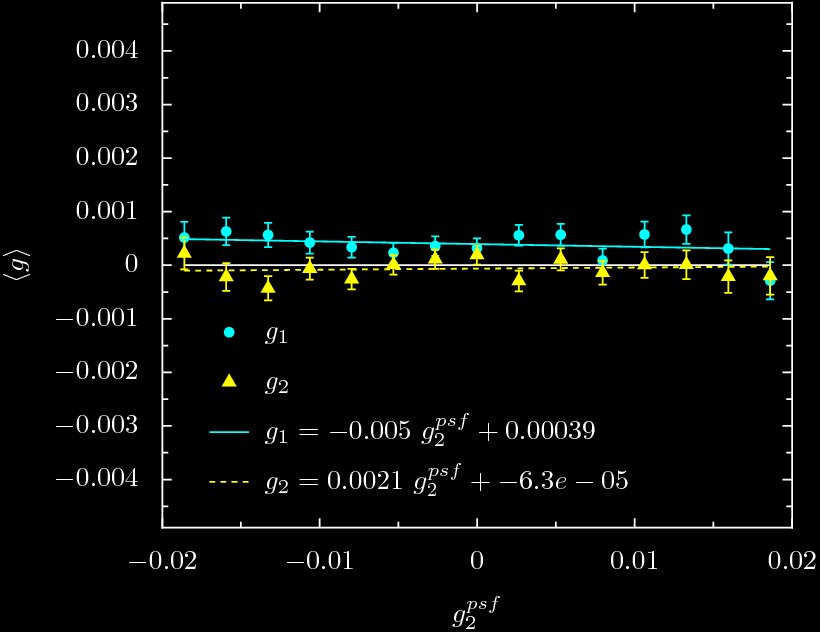 0.004
0.003
0.002
0.001
0
−0.001
−0.002
−0.003
−0.004
⟨g⟩
g₁
g₂
g₁ = −0.005 g₂^{psf} + 0.00039
g₂ = 0.0021 g₂^{psf} + −6.3e − 05
−0.02 −0.01 0 0.01 0.02
g₂^{psf}